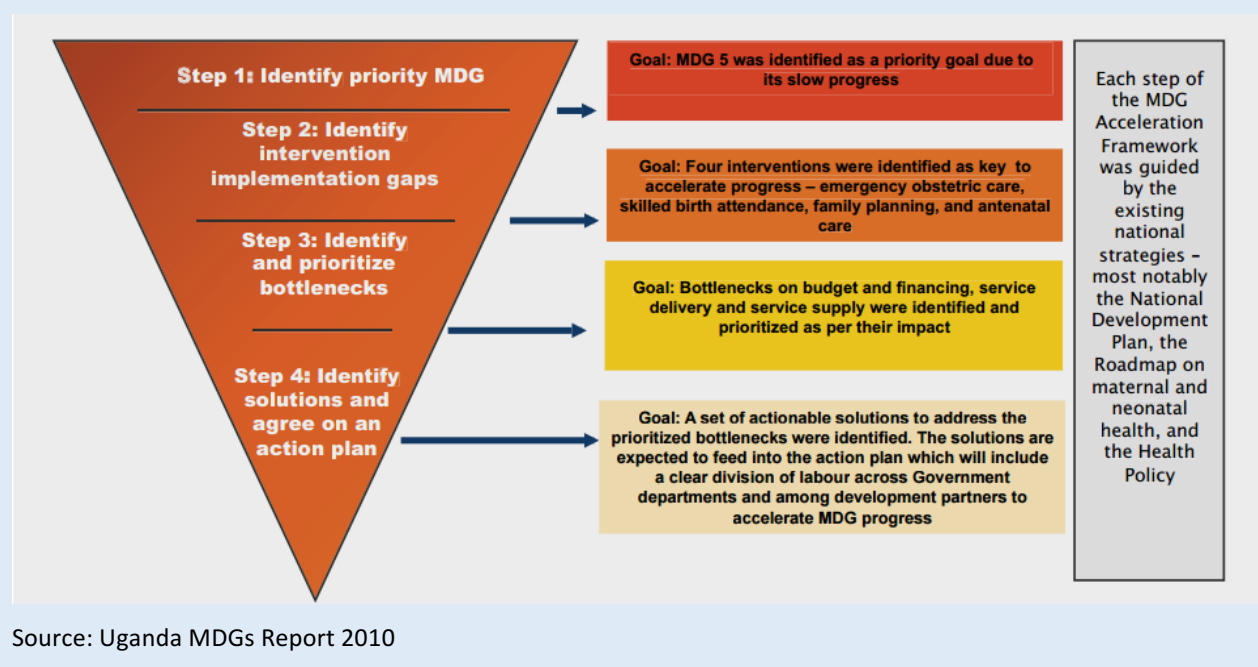 Step 1: Identify priority MDG
Step 2: Identify
intervention
implementation gaps
Step 3: Identify
and prioritize
bottlenecks
Step 4: Identify
solutions and
agree on an
action plan
Goal: MDG 5 was identified as a priority goal due to
its slow progress
Goal: Four interventions were identified as key to
accelerate progress – emergency obstetric care,
skilled birth attendance, family planning, and antenatal
care
Goal: Bottlenecks on budget and financing, service
delivery and service supply were identified and
prioritized as per their impact
Goal: A set of actionable solutions to address the
prioritized bottlenecks were identified. The solutions are
expected to feed into the action plan which will include
a clear division of labour across Government
departments and among development partners to
accelerate MDG progress
Each step of
the MDG
Acceleration
Framework
was guided
by the
existing
national
strategies –
most notably
the National
Development
Plan, the
Roadmap on
maternal and
neonatal
health, and
the Health
Policy
Source: Uganda MDGs Report 2010